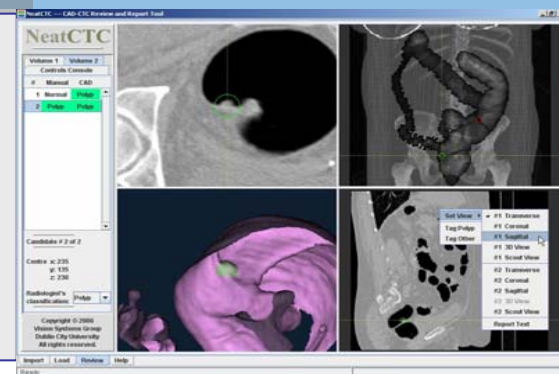 NeatCTC --- CAD-CTC Review and Report Tool
NeatCTC
Volume 1 Volume 2
Controls Console
# Manual CAD
1 Normal Polyp
2 Polyp Polyp
Candidate # 2 of 2
Centre x: 235
y: 135
z: 230
Radiologist's
classification: Polyp
Copyright © 2006
Vision Systems Group
Dublin City University
All rights reserved.
Set View
Tag Polyp
Tag Other
#1 Transverse
#1 Coronal
#1 Sagittal
#1 3D View
#1 Scout View
#2 Transverse
#2 Coronal
#2 Sagittal
#2 3D View
#2 Scout View
Report Text
Import Load Review Help
Ready